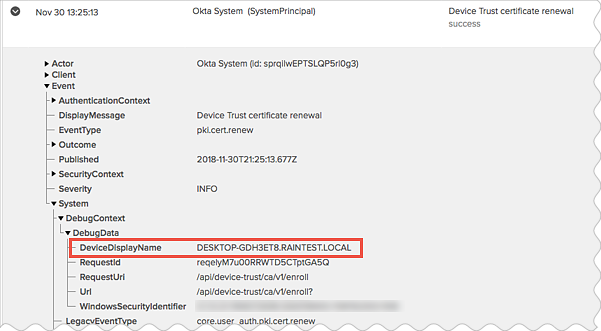 Nov 30 13:25:13 Okta System (SystemPrincipal) Device Trust certificate renewal
success
Actor Okta System (id: sprqilwEPTSLQP5rl0g3)
Client
Event
AuthenticationContext
DisplayMessage Device Trust certificate renewal
EventType pki.cert.renew
Outcome
Published 2018-11-30T21:25:13.677Z
SecurityContext
Severity INFO
System
DebugContext
DebugData
DeviceDisplayName DESKTOP-GDH3ET8.RAINTEST.LOCAL
RequestId reqelyM7u00RRWTD5CTptGA5Q
RequestUri /api/device-trust/ca/v1/enroll
Url /api/device-trust/ca/v1/enroll?
WindowsSecurityIdentifier
LegacyEventType core.user_auth.pki.cert.renew